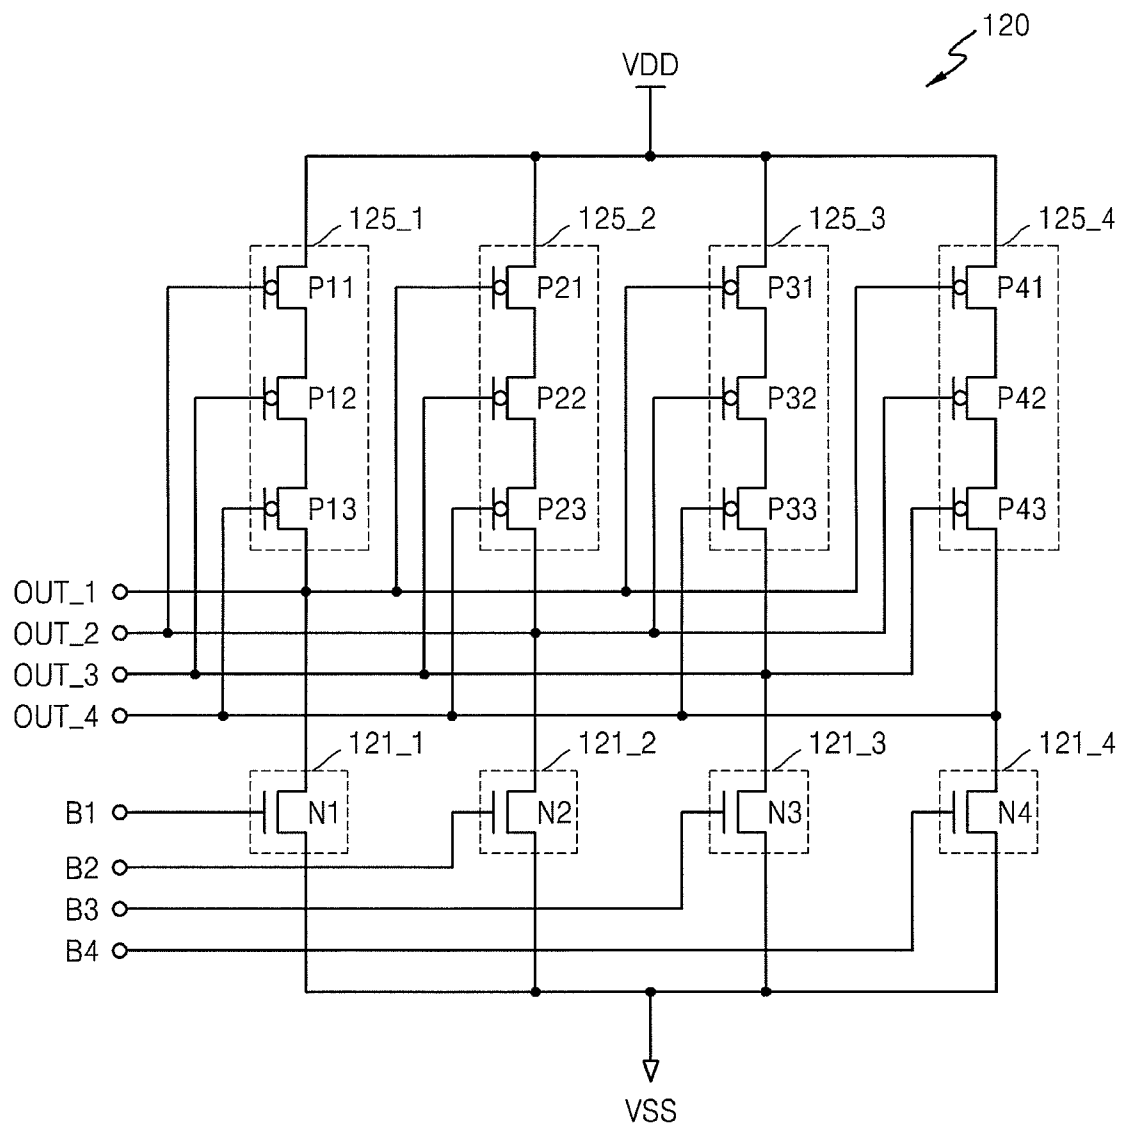 120
VDD
125_1 125_2 125_3 125_4
P11 P21 P31 P41
P12 P22 P32 P42
P13 P23 P33 P43
OUT_1
OUT_2
OUT_3
OUT_4
121_1 121_2 121_3 121_4
B1 N1 N2 N3 N4
B2
B3
B4
VSS